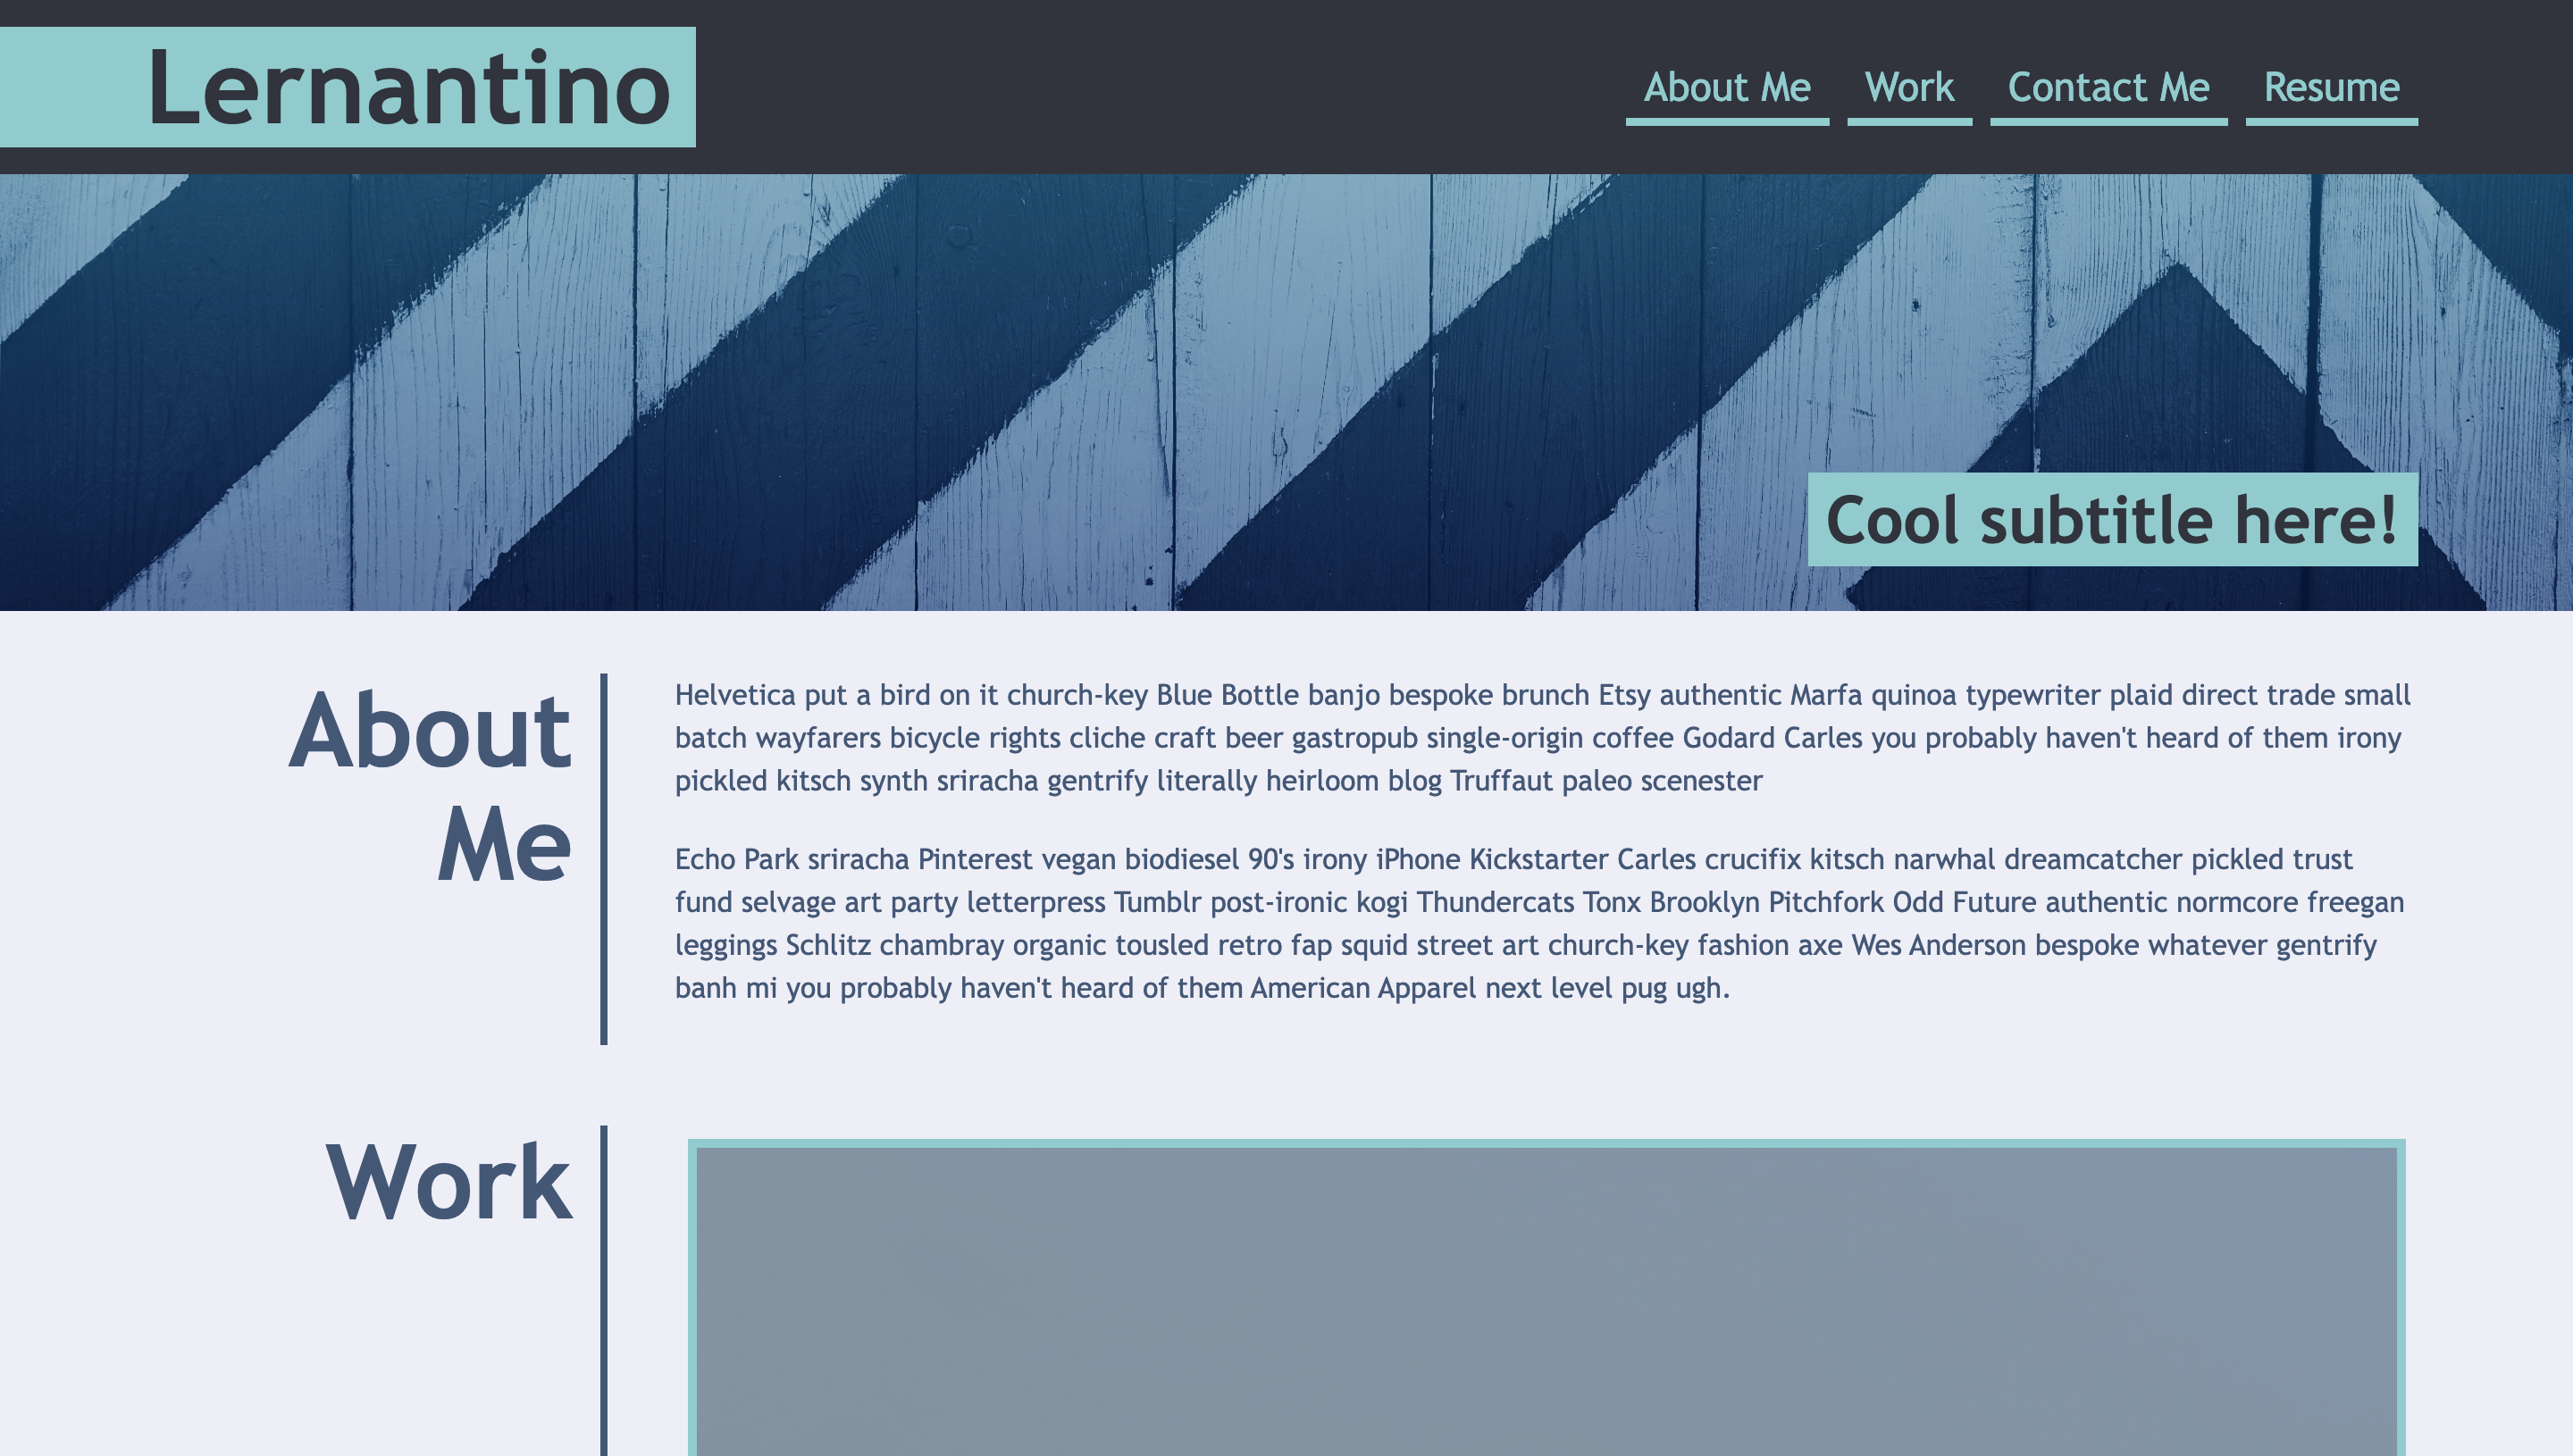 Lernantino
About Me Work Contact Me Resume
Cool subtitle here!
About
Me
Helvetica put a bird on it church-key Blue Bottle banjo bespoke brunch Etsy authentic Marfa quinoa typewriter plaid direct trade small
batch wayfarers bicycle rights cliche craft beer gastropub single-origin coffee Godard Carles you probably haven't heard of them irony
pickled kitsch synth sriracha gentrify literally heirloom blog Truffaut paleo scenester
Echo Park sriracha Pinterest vegan biodiesel 90's irony iPhone Kickstarter Carles crucifix kitsch narwhal dreamcatcher pickled trust
fund selvage art party letterpress Tumblr post-ironic kogi Thundercats Tonx Brooklyn Pitchfork Odd Future authentic normcore freegan
leggings Schlitz chambray organic tousled retro fap squid street art church-key fashion axe Wes Anderson bespoke whatever gentrify
banh mi you probably haven't heard of them American Apparel next level pug ugh.
Work